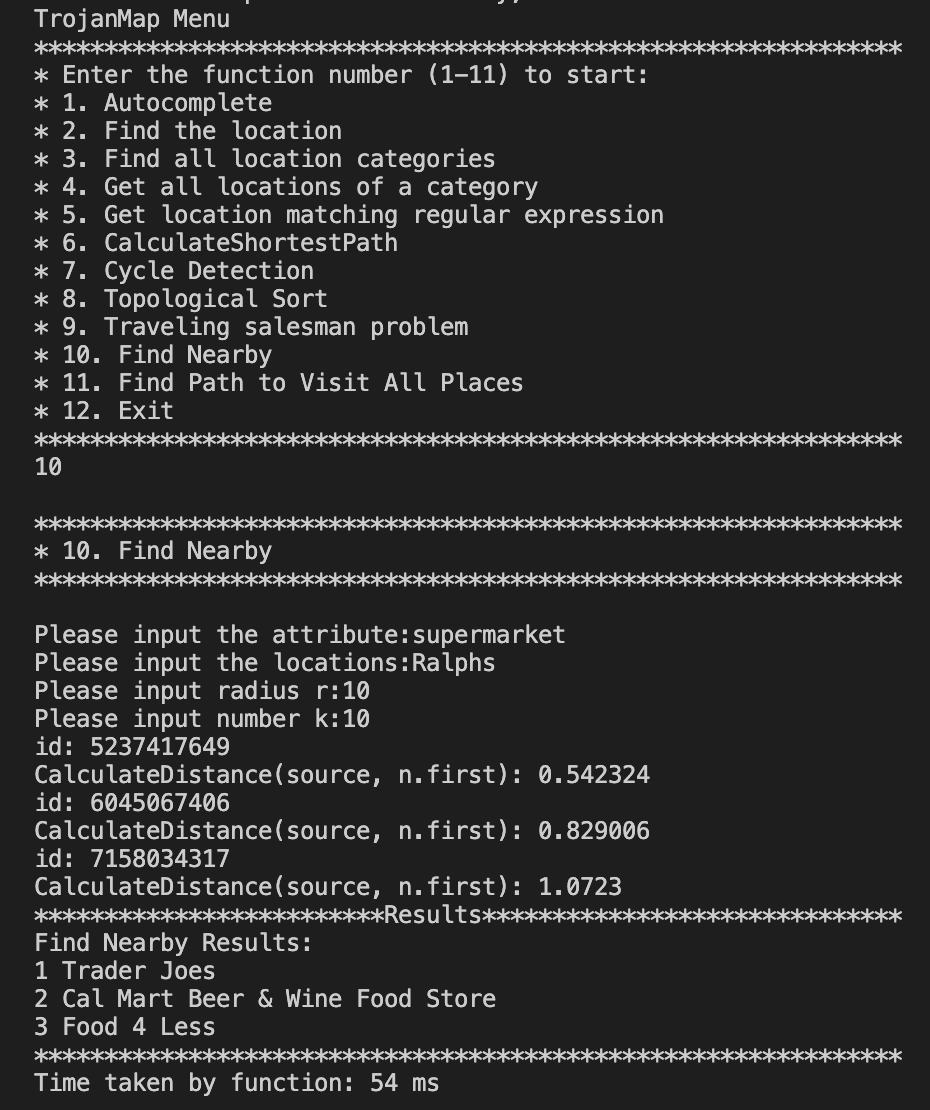 TrojanMap Menu
**************************************************************
* Enter the function number (1-11) to start:
* 1. Autocomplete
* 2. Find the location
* 3. Find all location categories
* 4. Get all locations of a category
* 5. Get location matching regular expression
* 6. CalculateShortestPath
* 7. Cycle Detection
* 8. Topological Sort
* 9. Traveling salesman problem
* 10. Find Nearby
* 11. Find Path to Visit All Places
* 12. Exit
**************************************************************
10
**************************************************************
* 10. Find Nearby
**************************************************************
Please input the attribute:supermarket
Please input the locations:Ralphs
Please input radius r:10
Please input number k:10
id: 5237417649
CalculateDistance(source, n.first): 0.542324
id: 6045067406
CalculateDistance(source, n.first): 0.829006
id: 7158034317
CalculateDistance(source, n.first): 1.0723
*************************Results******************************
Find Nearby Results:
1 Trader Joes
2 Cal Mart Beer & Wine Food Store
3 Food 4 Less
**************************************************************
Time taken by function: 54 ms